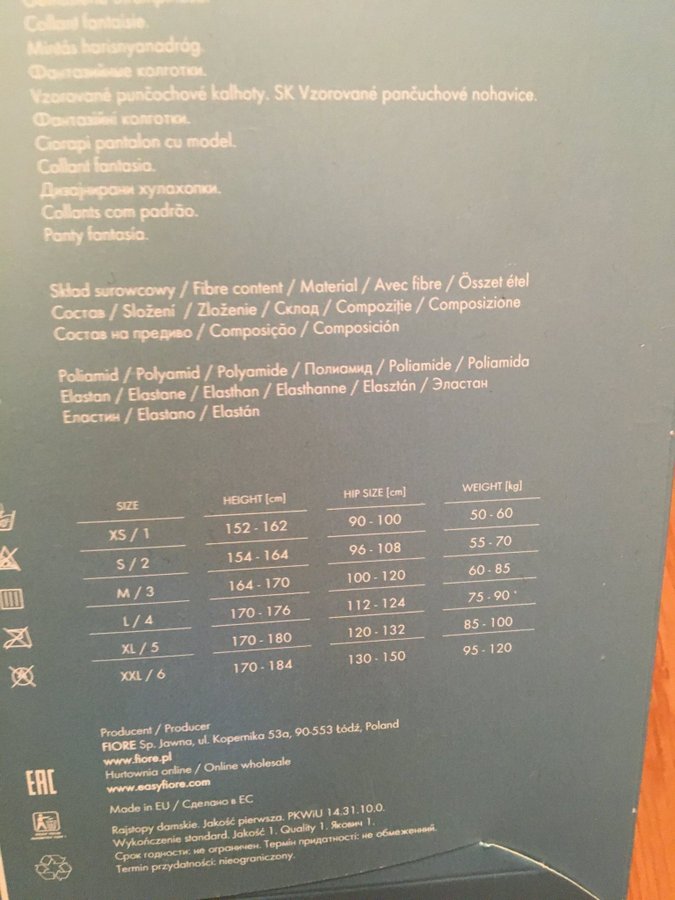 Collant fantaisie.
Mintás harisnyanadrág.
Фантазийные колготки.
Vzorované punčochové kalhoty. SK Vzorované pančuchové nohavice.
Фантазійні колготки.
Ciorapi pantalon cu model.
Collant fantasia.
Дизајнирани хулахопки.
Collants com padrão.
Panty fantasía.
Skład surowcowy / Fibre content / Material / Avec fibre / Összet étel
Состав / Složení / Zloženie / Склад / Compoziţie / Composizione
Состав на предиво / Composição / Composición
Poliamid / Polyamid / Polyamide / Полиамид / Poliamide / Poliamida
Elastan / Elastane / Elasthan / Elasthanne / Elasztán / Эластан
Еластин / Elastano / Elastán
SIZE HEIGHT [cm] HIP SIZE [cm] WEIGHT [kg]
XS / 1 152 - 162 90 - 100 50 - 60
S / 2 154 - 164 96 - 108 55 - 70
M / 3 164 - 170 100 - 120 60 - 85
L / 4 170 - 176 112 - 124 75 - 90
XL / 5 170 - 180 120 - 132 85 - 100
XXL / 6 170 - 184 130 - 150 95 - 120
Producent / Producer
FIORE Sp. Jawna, ul. Kopernika 53a, 90-553 Łódź, Poland
www.fiore.pl
Hurtownia online / Online wholesale
www.easyfiore.com
EAC
Made in EU / Сделано в ЕС
Rajstopy damskie. Jakość pierwsza. PKWiU 14.31.10.0.
Wykończenie standard. Jakość 1. Quality 1. Якович 1.
Срок годности: не ограничен. Термін придатності: не обмежений.
Termin przydatności: nieograniczony.